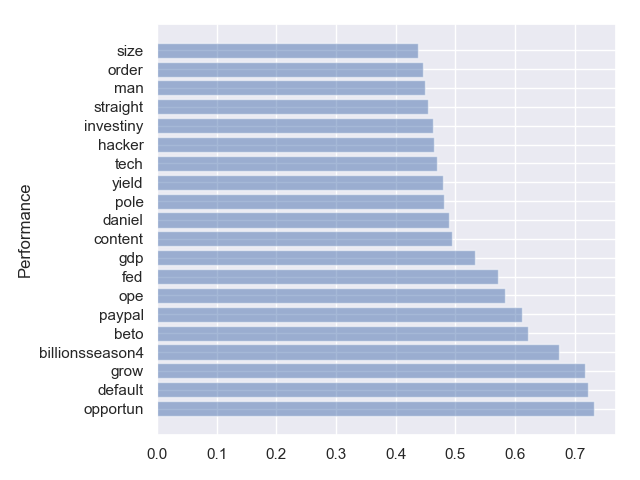 Performance
size
order
man
straight
investiny
hacker
tech
yield
pole
daniel
content
gdp
fed
ope
paypal
beto
billionsseason4
grow
default
opportun
0.0 0.1 0.2 0.3 0.4 0.5 0.6 0.7